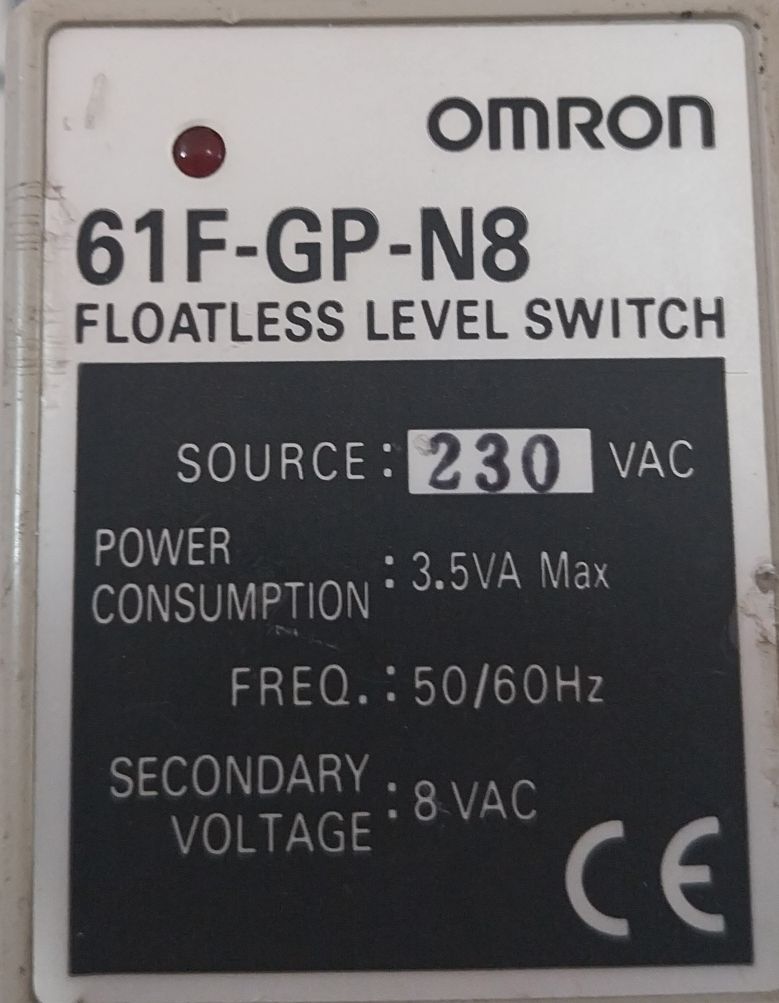 OMRON
61F-GP-N8
FLOATLESS LEVEL SWITCH
SOURCE: 230 VAC
POWER
CONSUMPTION : 3.5VA Max
FREQ. : 50/60Hz
SECONDARY
VOLTAGE : 8 VAC
CE